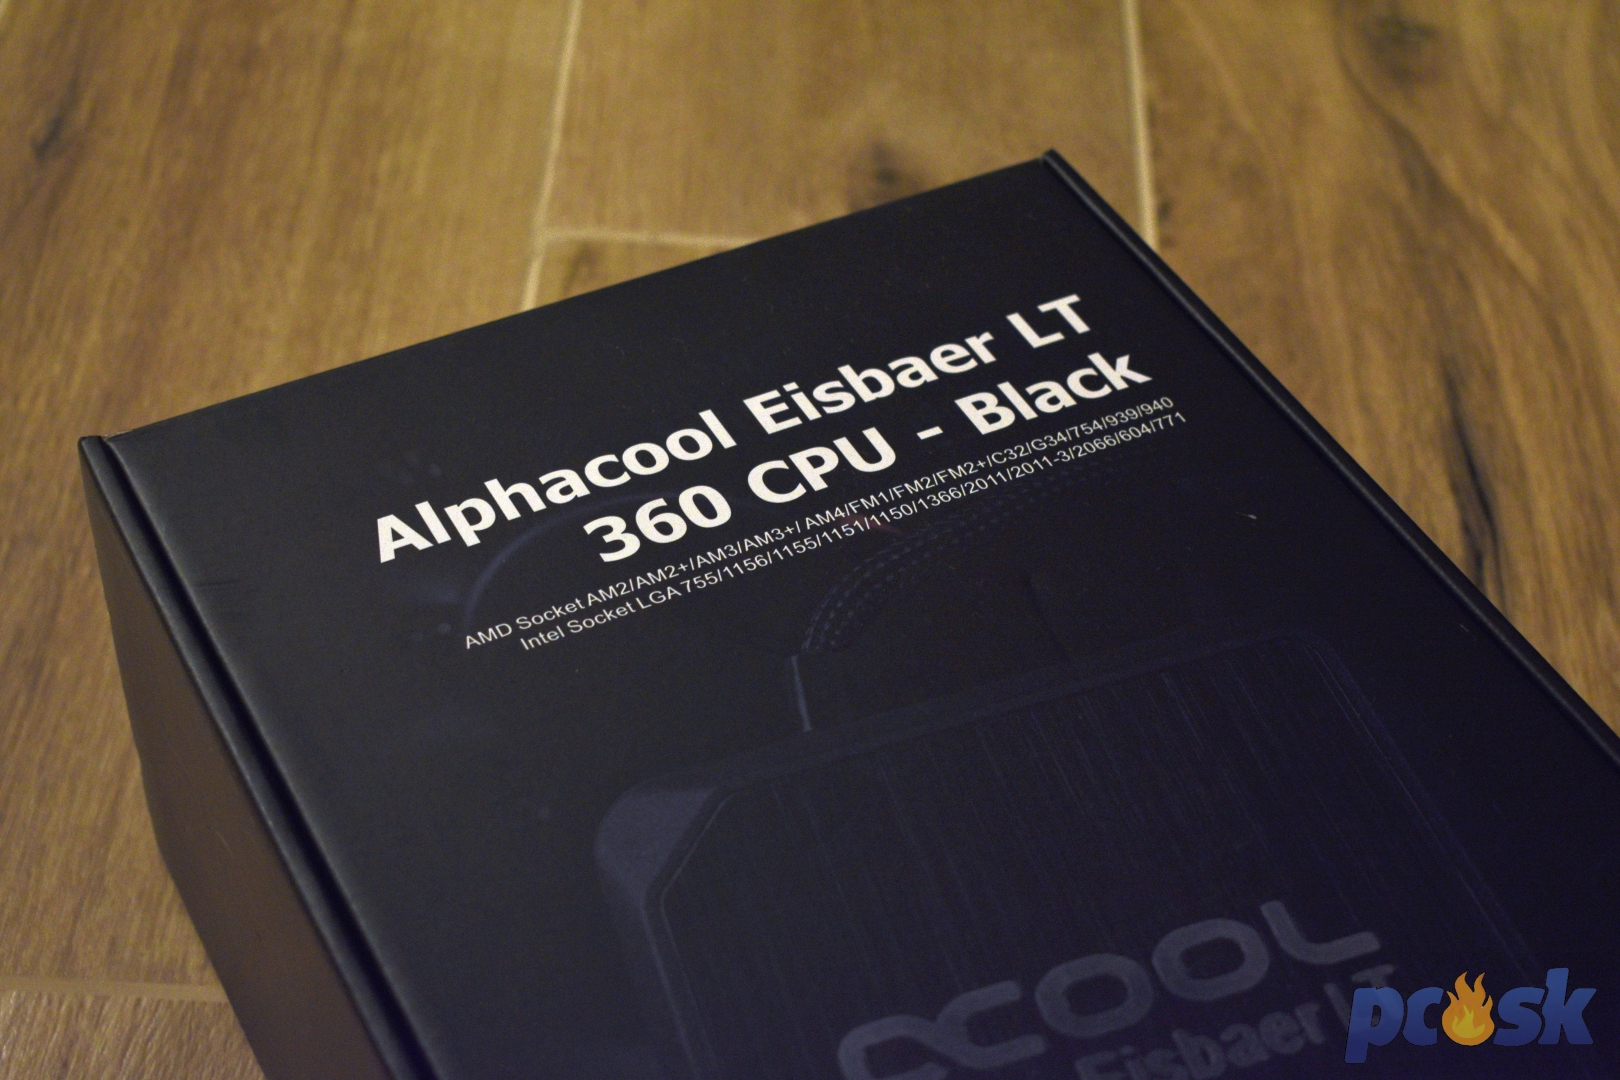 Alphacool Eisbaer LT
360 CPU - Black
AMD Socket AM2/AM2+/AM3/AM3+/ AM4/FM1/FM2/FM2+/C32/G34/754/939/940
Intel Socket LGA 755/1156/1155/1151/1150/1366/2011/2011-3/2066/604/771
COOL
Eisbaer LT
pc sk